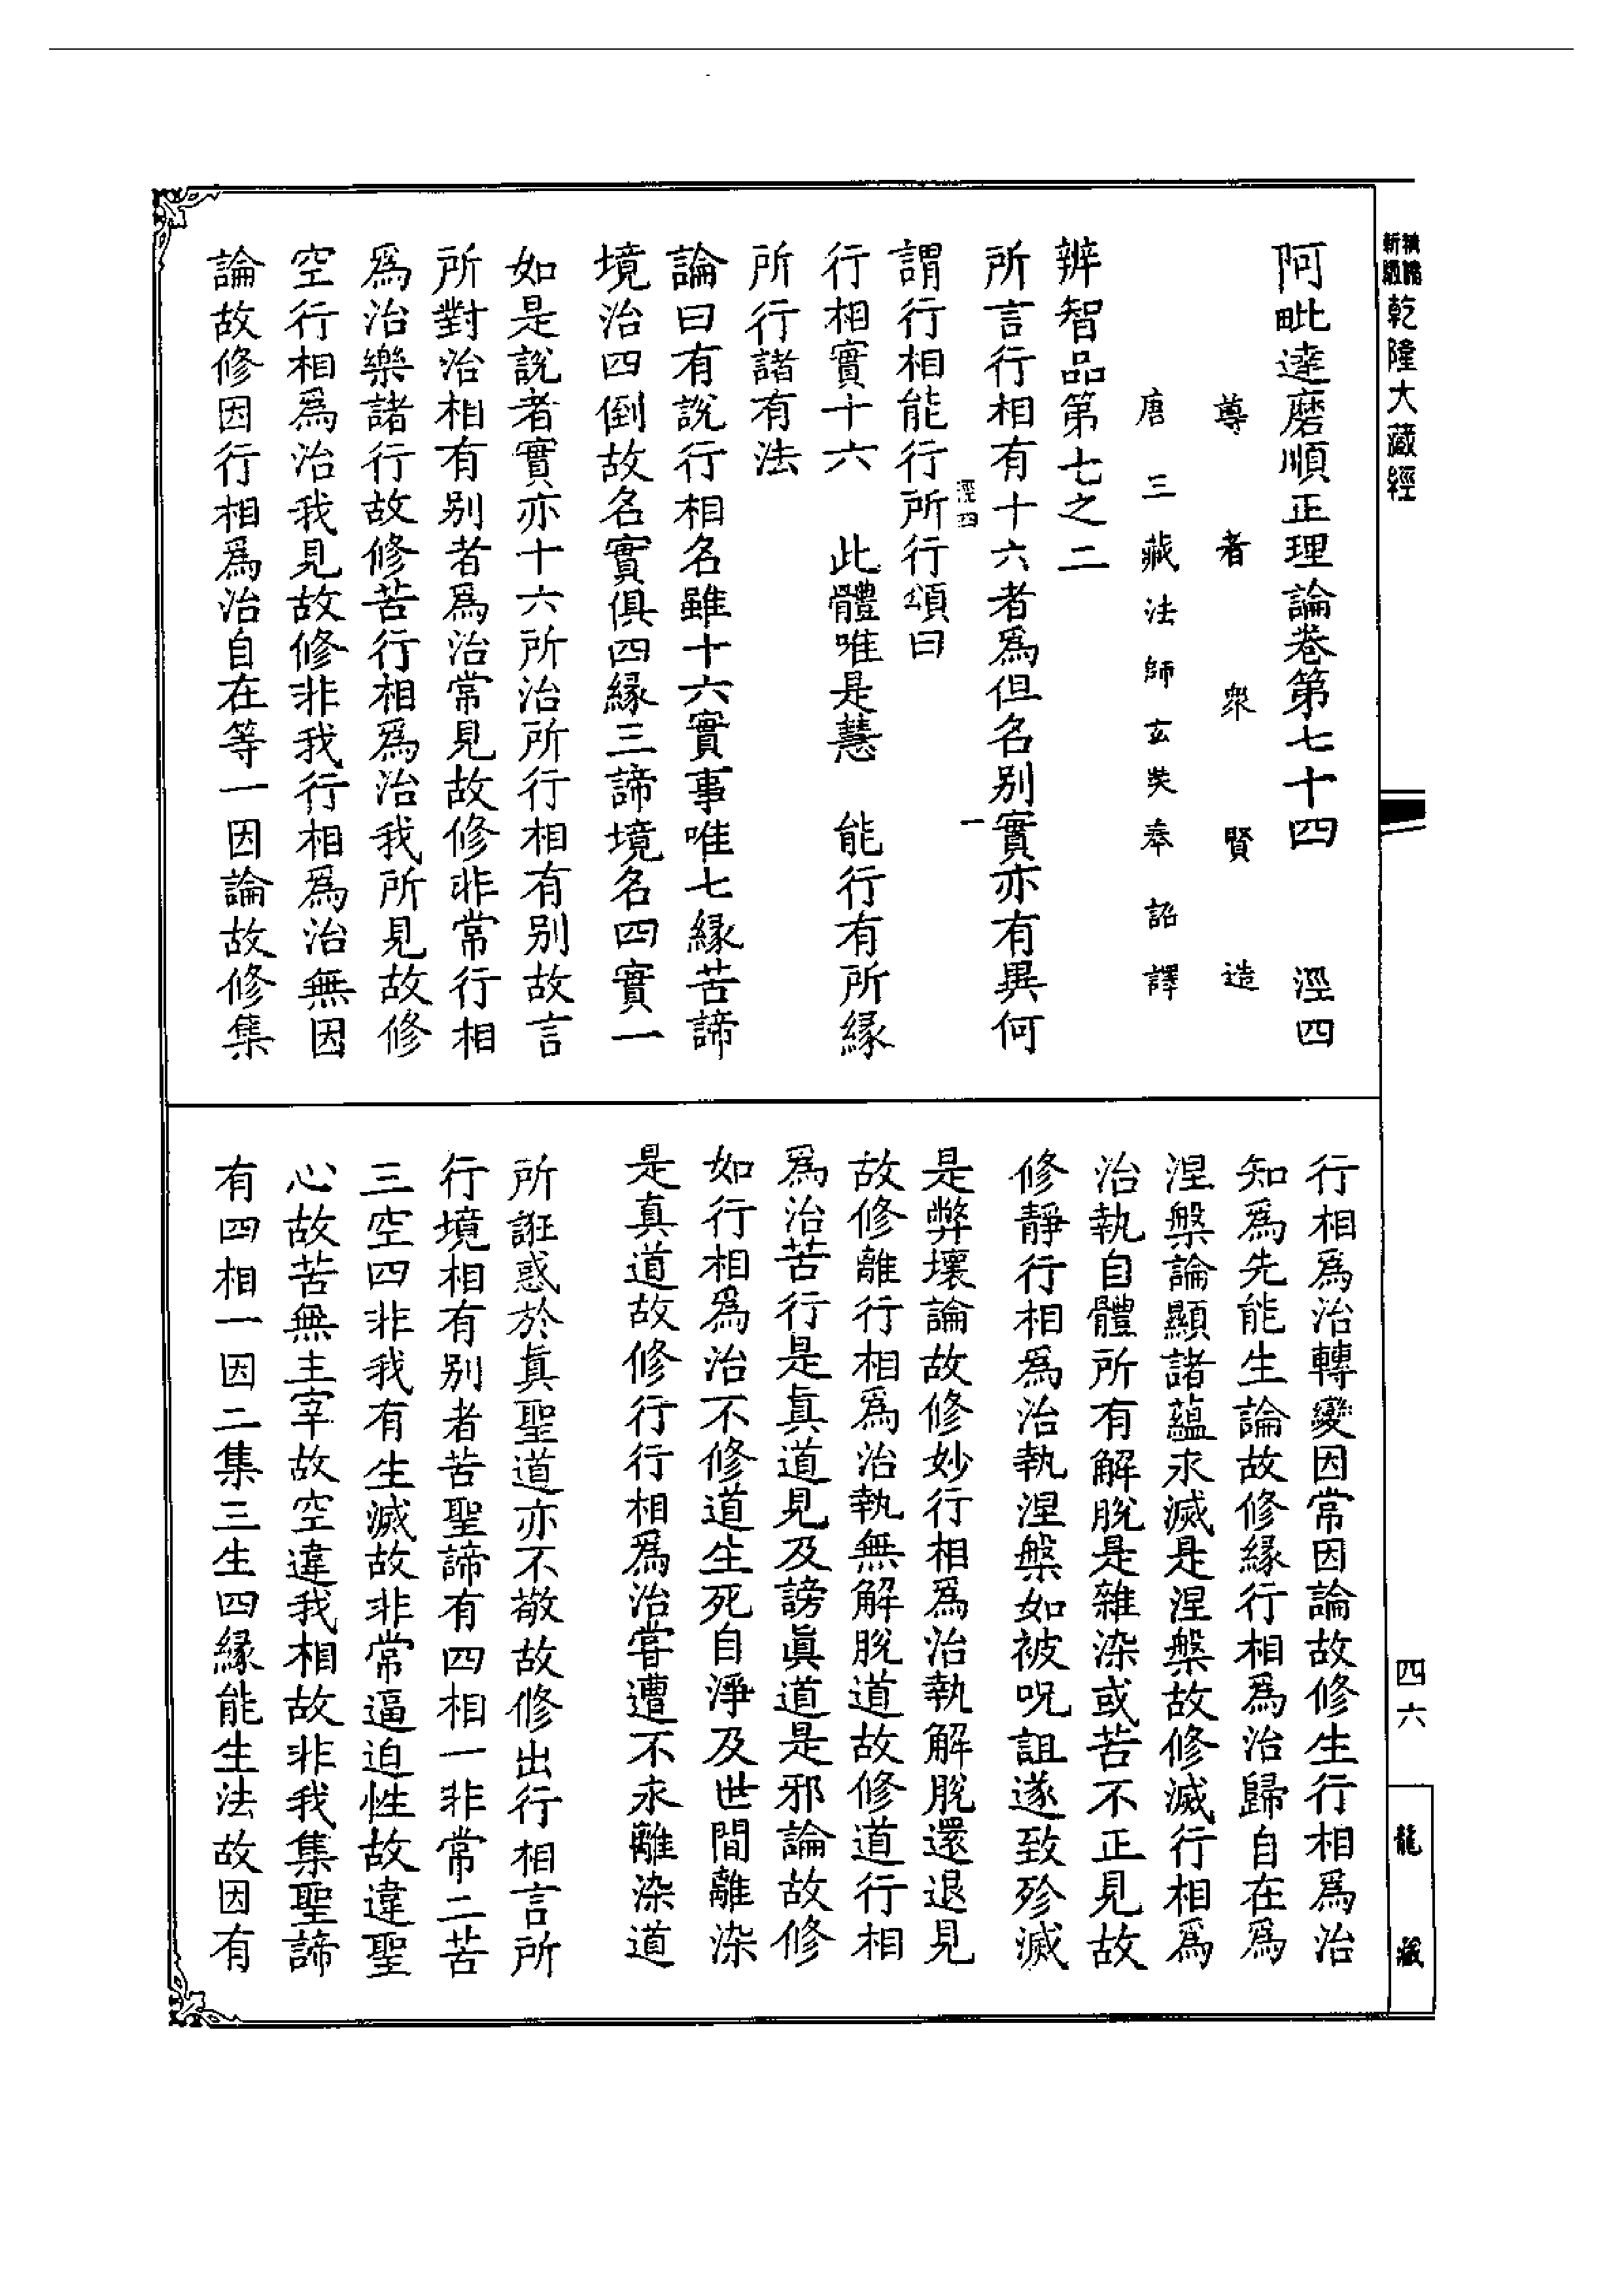 乾隆大藏經
阿毗達磨順正理論卷第七十四 涇四
尊者衆賢造
唐三藏法師玄奘奉詔譯
辨智品第七之二
所言行相有十六者爲但名别實亦有異何
涇四 一
謂行相能行所行頌曰
行相實十六 此體唯是慧 能行有所緣
所行諸有法
論曰有說行相名雖十六實事唯七緣苦諦
境治四倒故名實俱四緣三諦境名四實一
如是說者實亦十六所治所行相有别故言
所對治相有别者爲治常見故修非常行相
爲治樂諸行故修苦行相爲治我所見故修
空行相爲治我見故修非我行相爲治無因
論故修因行相爲治自在等一因論故修集
行相爲治轉變因常因論故修生行相爲治
知爲先能生論故修緣行相爲治歸自在爲
涅槃論顯諸蘊永滅是涅槃故修滅行相爲
治執自體所有解脫是雜染或苦不正見故
修靜行相爲治執涅槃如被呪詛遂致殄滅
是弊壞論故修妙行相爲治執解脫還退見
故修離行相爲治執無解脫道故修道行相
爲治苦行是眞道見及謗眞道是邪論故修
如行相爲治不修道生死自淨及世間離染
是真道故修行行相爲治甞遭不永離染道
所誑惑於眞聖道亦不敬故修出行相言所
行境相有别者苦聖諦有四相一非常二苦
三空四非我有生滅故非常逼迫性故違聖
心故苦無主宰故空違我相故非我集聖諦
有四相一因二集三生四緣能生法故因有
四六
龍藏